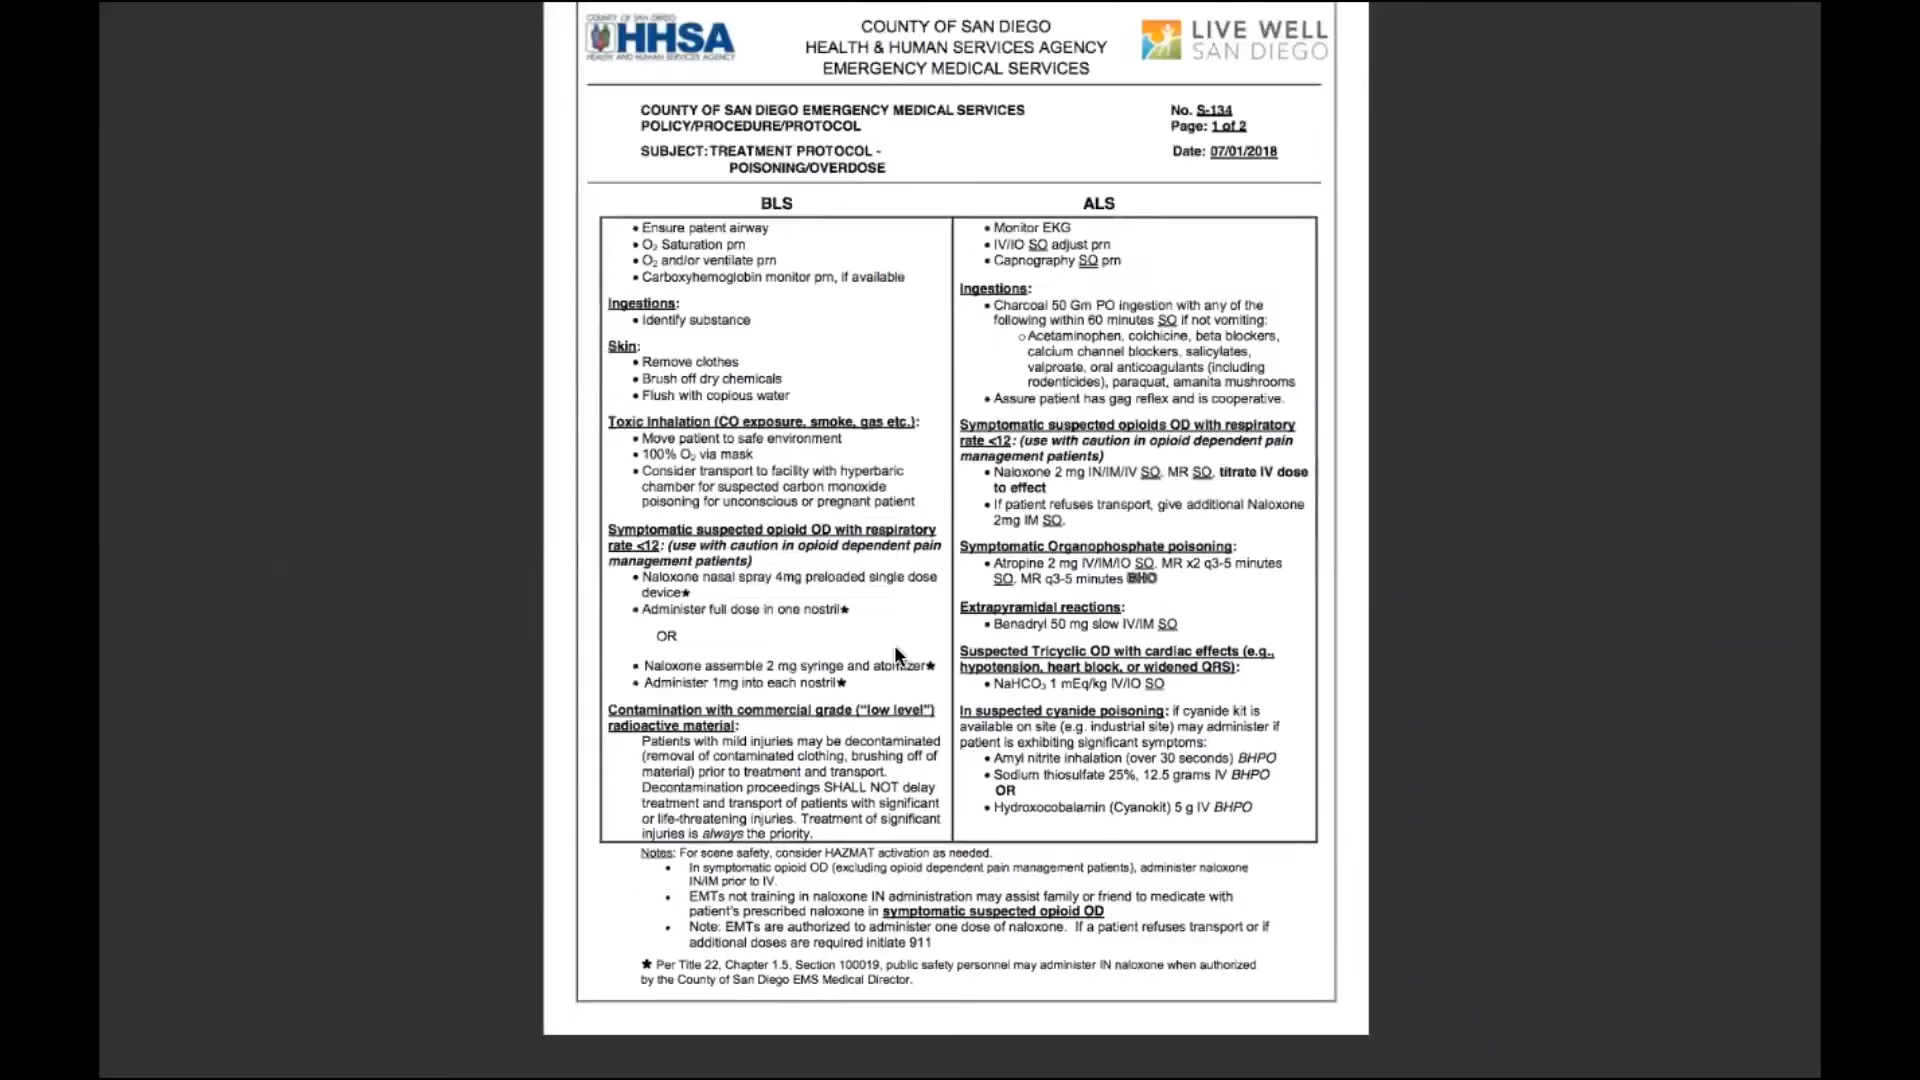 COUNTY OF SAN DIEGO
HHSA
HEALTH AND HUMAN SERVICES AGENCY
COUNTY OF SAN DIEGO
HEALTH & HUMAN SERVICES AGENCY
EMERGENCY MEDICAL SERVICES
LIVE WELL
SAN DIEGO
COUNTY OF SAN DIEGO EMERGENCY MEDICAL SERVICES
POLICY/PROCEDURE/PROTOCOL
No. S-134
Page: 1 of 2
SUBJECT: TREATMENT PROTOCOL -
POISONING/OVERDOSE
Date: 07/01/2018
BLS
• Ensure patent airway
• O₂ Saturation prn
• O₂ and/or ventilate prn
• Carboxyhemoglobin monitor prn, if available
Ingestions:
• Identify substance
Skin:
• Remove clothes
• Brush off dry chemicals
• Flush with copious water
Toxic Inhalation (CO exposure, smoke, gas etc.):
• Move patient to safe environment
• 100% O₂ via mask
• Consider transport to facility with hyperbaric
chamber for suspected carbon monoxide
poisoning for unconscious or pregnant patient
Symptomatic suspected opioid OD with respiratory
rate <12: (use with caution in opioid dependent pain
management patients)
• Naloxone nasal spray 4mg preloaded single dose
device★
• Administer full dose in one nostril★
OR
• Naloxone assemble 2 mg syringe and atomizer★
• Administer 1mg into each nostril★
Contamination with commercial grade ("low level")
radioactive material:
Patients with mild injuries may be decontaminated
(removal of contaminated clothing, brushing off of
material) prior to treatment and transport.
Decontamination proceedings SHALL NOT delay
treatment and transport of patients with significant
or life-threatening injuries. Treatment of significant
injuries is always the priority.
ALS
• Monitor EKG
• IV/IO SO adjust prn
• Capnography SO prn
Ingestions:
• Charcoal 50 Gm PO ingestion with any of the
following within 60 minutes SO if not vomiting:
○ Acetaminophen, colchicine, beta blockers,
calcium channel blockers, salicylates,
valproate, oral anticoagulants (including
rodenticides), paraquat, amanita mushrooms
• Assure patient has gag reflex and is cooperative.
Symptomatic suspected opioids OD with respiratory
rate <12: (use with caution in opioid dependent pain
management patients)
• Naloxone 2 mg IN/IM/IV SO. MR SO, titrate IV dose
to effect
• If patient refuses transport, give additional Naloxone
2mg IM SO.
Symptomatic Organophosphate poisoning:
• Atropine 2 mg IV/IM/IO SO. MR x2 q3-5 minutes
SO. MR q3-5 minutes BHO
Extrapyramidal reactions:
• Benadryl 50 mg slow IV/IM SO
Suspected Tricyclic OD with cardiac effects (e.g.,
hypotension, heart block, or widened QRS):
• NaHCO₃ 1 mEq/kg IV/IO SO
In suspected cyanide poisoning: if cyanide kit is
available on site (e.g. industrial site) may administer if
patient is exhibiting significant symptoms:
• Amyl nitrite inhalation (over 30 seconds) BHPO
• Sodium thiosulfate 25%, 12.5 grams IV BHPO
OR
• Hydroxocobalamin (Cyanokit) 5 g IV BHPO
Notes: For scene safety, consider HAZMAT activation as needed.
• In symptomatic opioid OD (excluding opioid dependent pain management patients), administer naloxone
IN/IM prior to IV.
• EMTs not training in naloxone IN administration may assist family or friend to medicate with
patient's prescribed naloxone in symptomatic suspected opioid OD
• Note: EMTs are authorized to administer one dose of naloxone. If a patient refuses transport or if
additional doses are required initiate 911
★ Per Title 22, Chapter 1.5, Section 100019, public safety personnel may administer IN naloxone when authorized
by the County of San Diego EMS Medical Director.